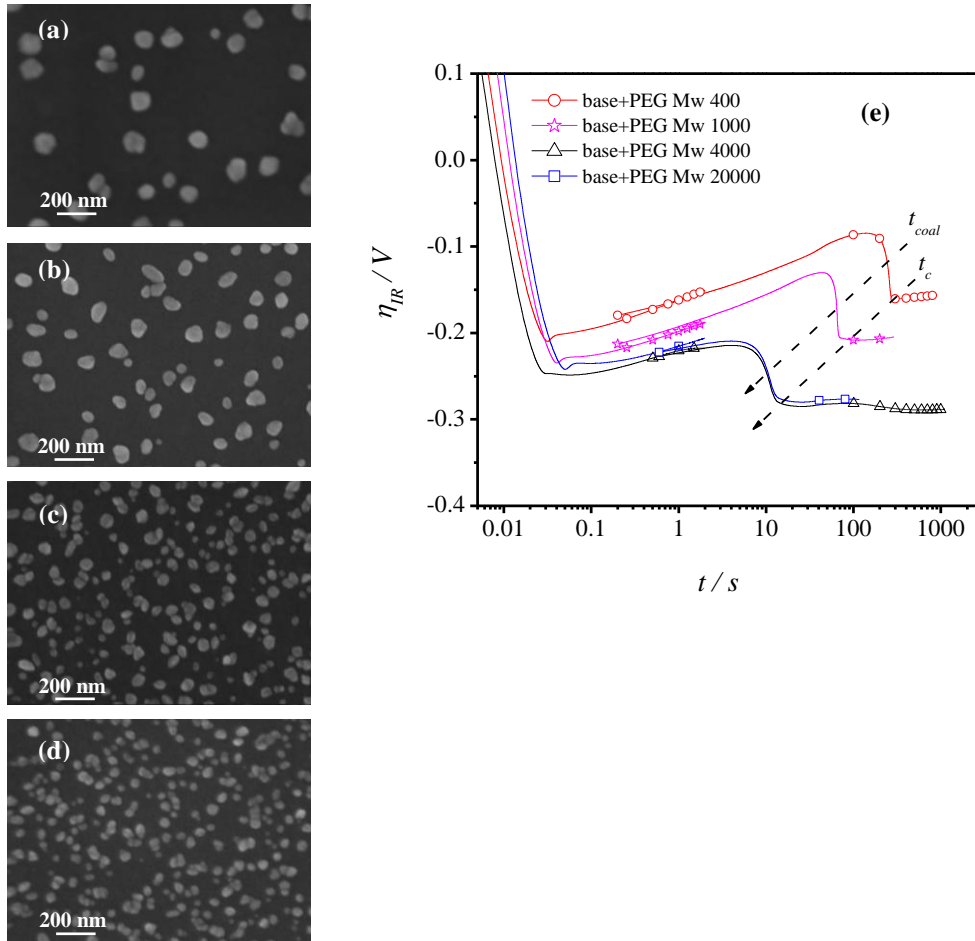 (a)
200 nm
(b)
200 nm
(c)
200 nm
(d)
200 nm
(e)
base+PEG Mw 400
base+PEG Mw 1000
base+PEG Mw 4000
base+PEG Mw 20000
t_coal
t_c
0.1
0.0
-0.1
-0.2
-0.3
-0.4
η_IR / V
0.01 0.1 1 10 100 1000
t / s